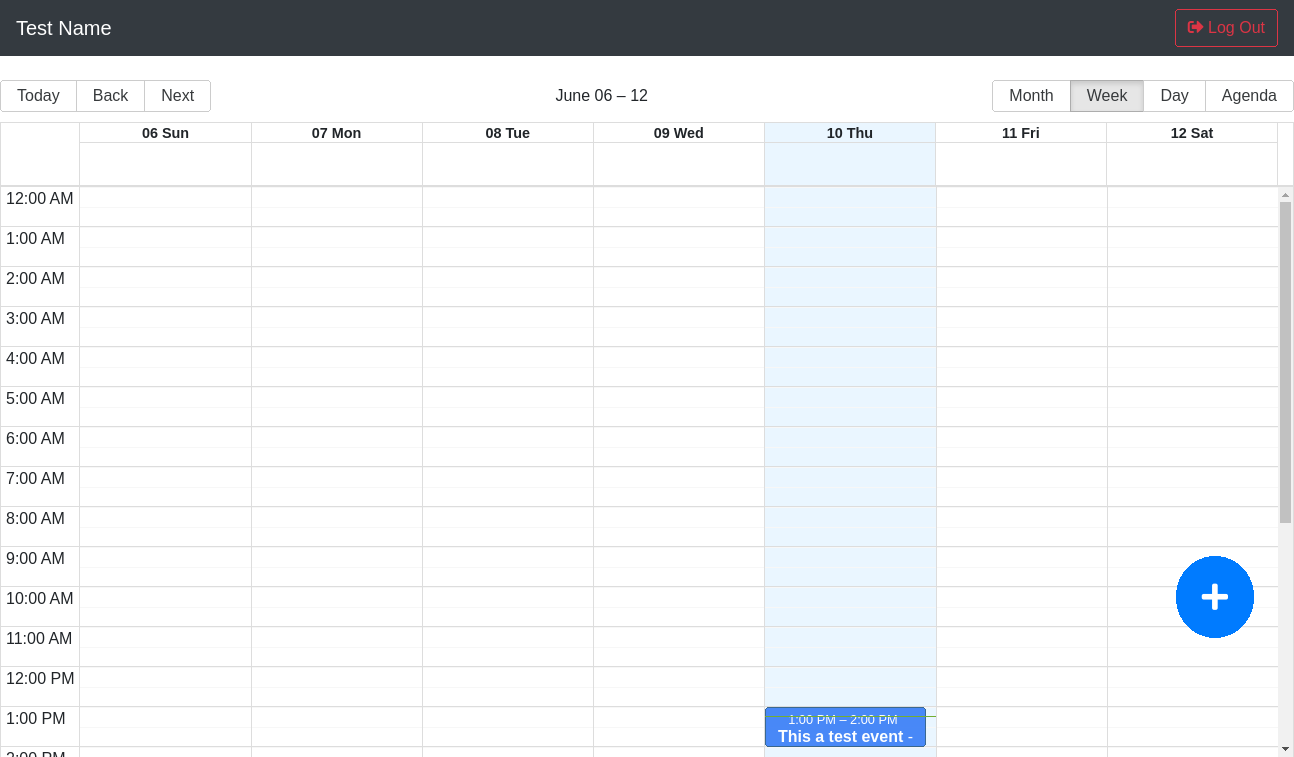 Test Name
Log Out
Today Back Next
June 06 – 12
Month Week Day Agenda
06 Sun 07 Mon 08 Tue 09 Wed 10 Thu 11 Fri 12 Sat
12:00 AM
1:00 AM
2:00 AM
3:00 AM
4:00 AM
5:00 AM
6:00 AM
7:00 AM
8:00 AM
9:00 AM
10:00 AM
11:00 AM
12:00 PM
1:00 PM
1:00 PM – 2:00 PM
This a test event -
2:00 PM